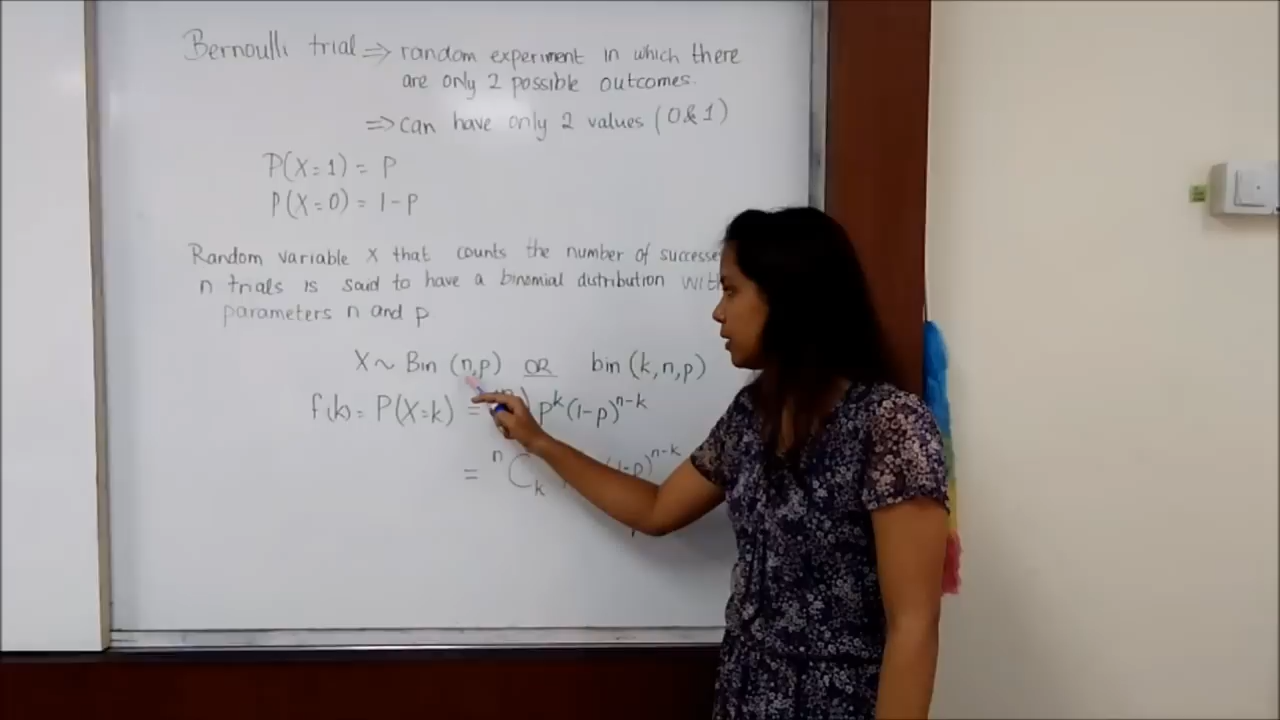 Bernoulli trial ⇒ random experiment in which there
are only 2 possible outcomes.
⇒ can have only 2 values (0 & 1)
P(X=1) = P
P(X=0) = 1-p
Random variable X that counts the number of
n trials is said to have a binomial distribution
parameters n and p
X ~ Bin (n,p) OR bin (k,n,p)
f(k) = P(X=k) = p^k (1-p)^{n-k}
= ^nC_k (1-p)^{n-k}